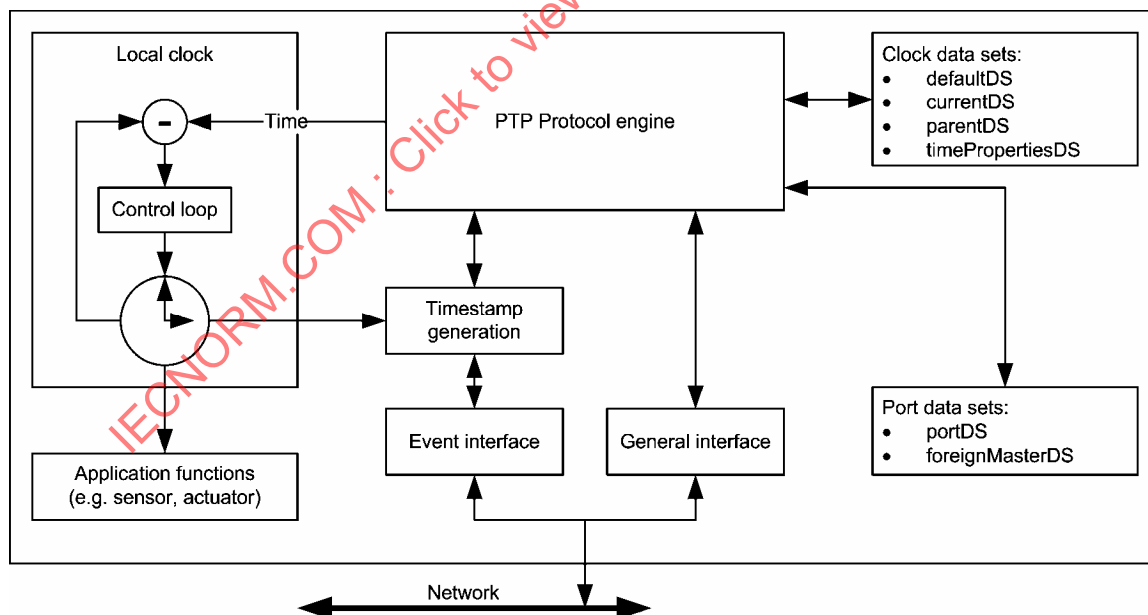 Local clock
-
Time
Control loop
Application functions
(e.g. sensor, actuator)
PTP Protocol engine
Timestamp
generation
Event interface
General interface
Clock data sets:
• defaultDS
• currentDS
• parentDS
• timePropertiesDS
Port data sets:
• portDS
• foreignMasterDS
Network
IECNORM.COM : Click to view